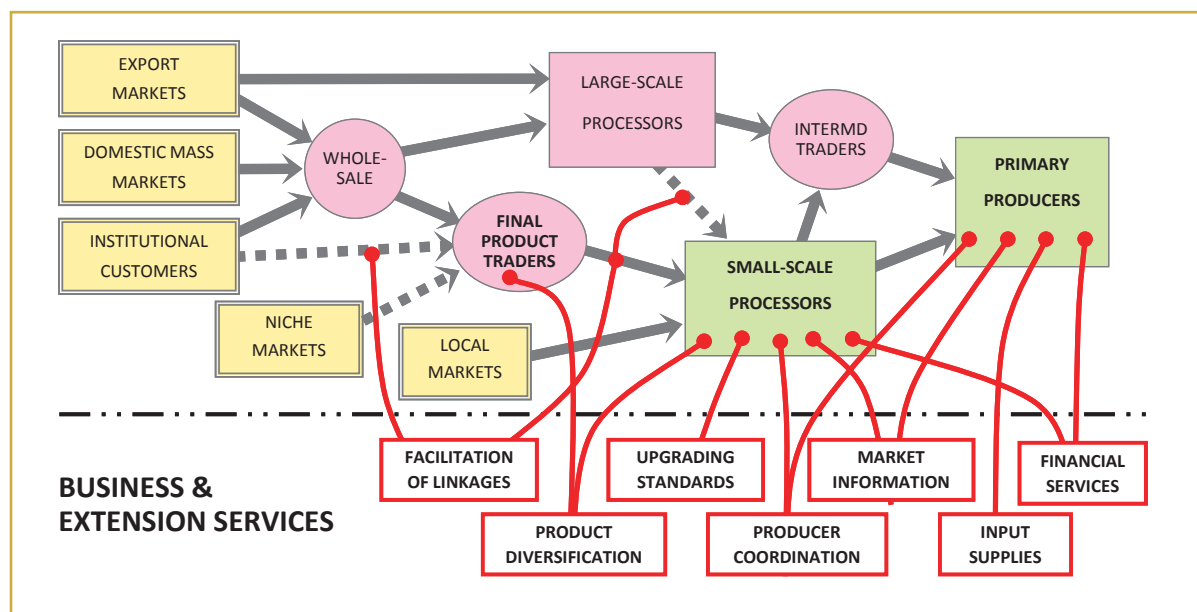 EXPORT
MARKETS
DOMESTIC MASS
MARKETS
INSTITUTIONAL
CUSTOMERS
NICHE
MARKETS
LOCAL
MARKETS
WHOLE-
SALE
FINAL
PRODUCT
TRADERS
LARGE-SCALE
PROCESSORS
INTERMD
TRADERS
SMALL-SCALE
PROCESSORS
PRIMARY
PRODUCERS
BUSINESS &
EXTENSION SERVICES
FACILITATION
OF LINKAGES
PRODUCT
DIVERSIFICATION
UPGRADING
STANDARDS
PRODUCER
COORDINATION
MARKET
INFORMATION
INPUT
SUPPLIES
FINANCIAL
SERVICES